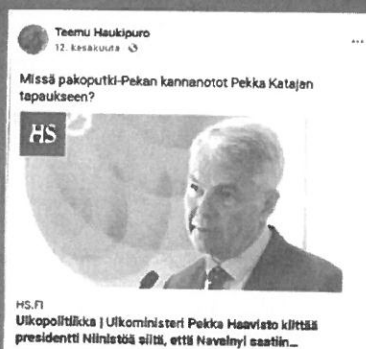 Teemu Haukipuro
12. kesäkuuta
...
Missä pakoputki-Pekan kannanotot Pekka Katajan
tapaukseen?
HS
HS.FI
Ulkopolitiikka | Ulkoministeri Pekka Haavisto kiittää
presidentti Niinistöä siitä, että Navalnyi saatiin...